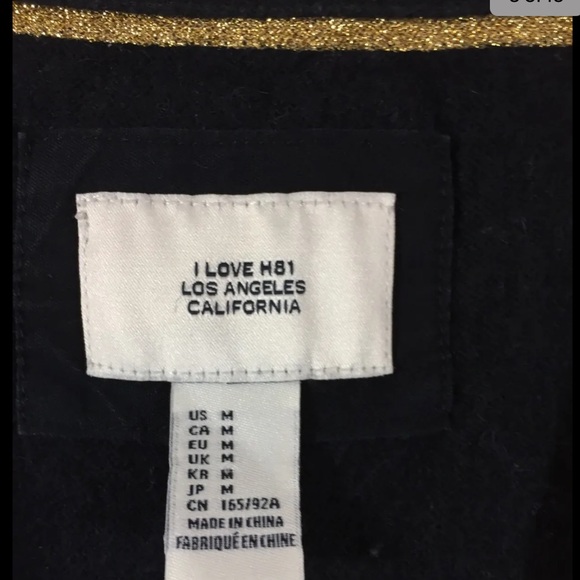 I LOVE H81
LOS ANGELES
CALIFORNIA
US M
CA M
EU M
UK M
KR M
JP M
CN 165/92A
MADE IN CHINA
FABRIQUÉ EN CHINE